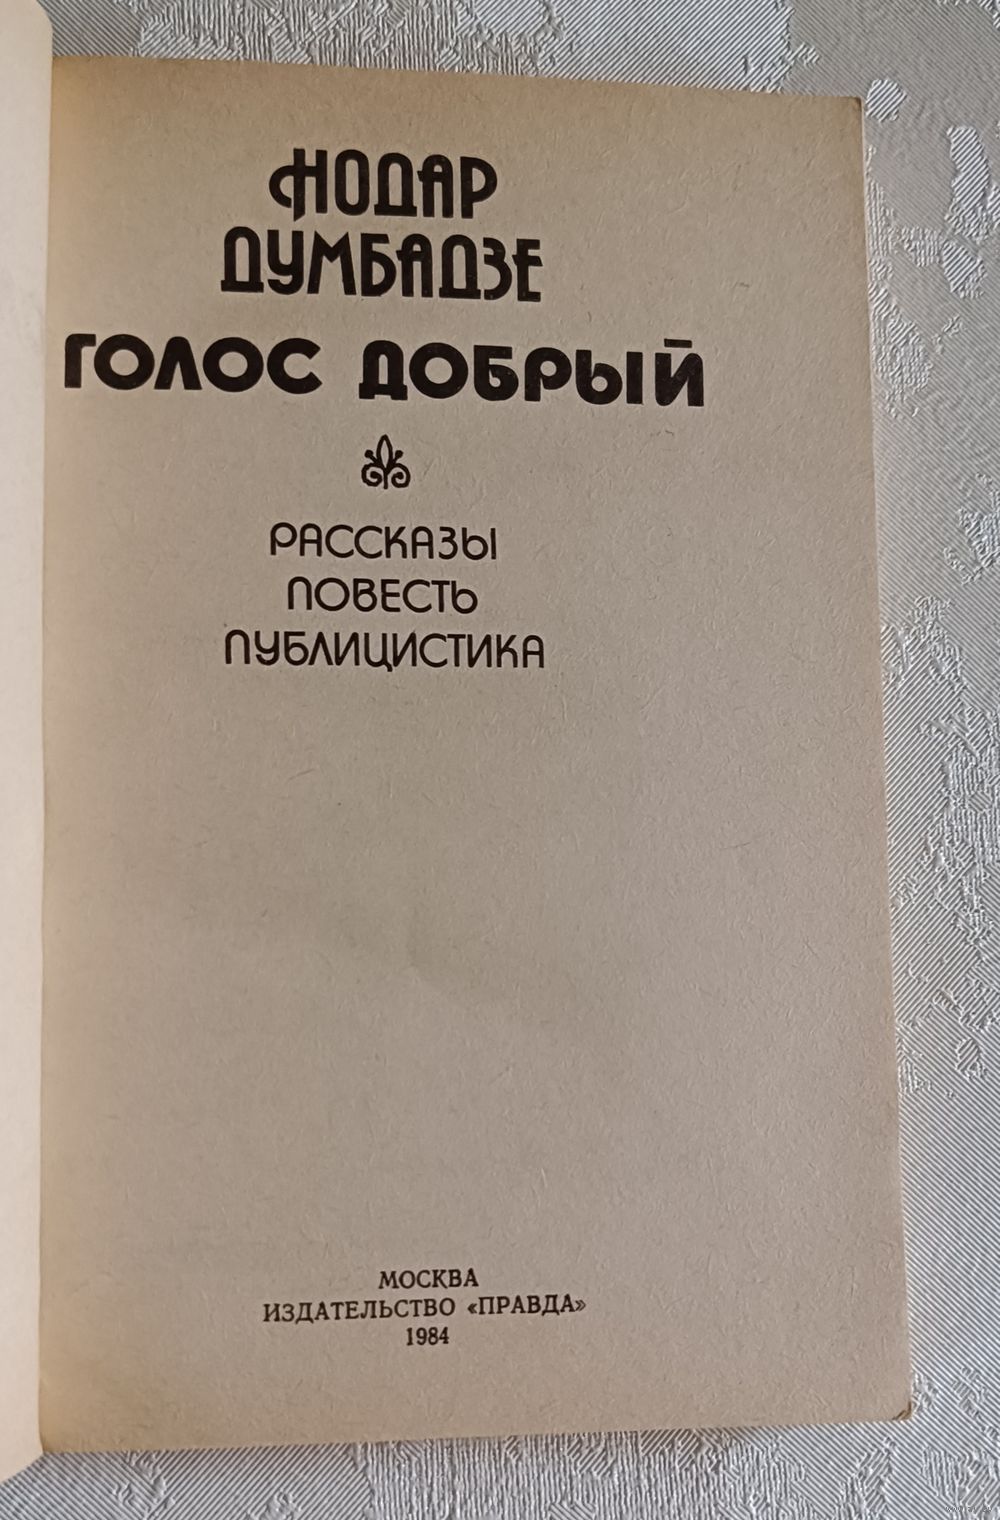 НОДАР
ДУМБАДЗЕ
ГОЛОС ДОБРЫЙ
РАССКАЗЫ
ПОВЕСТЬ
ПУБЛИЦИСТИКА
МОСКВА
ИЗДАТЕЛЬСТВО «ПРАВДА»
1984